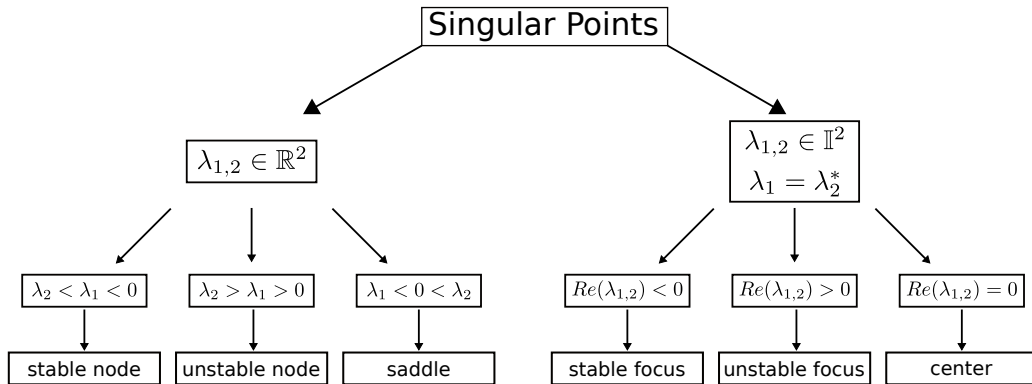 Singular Points
λ₁,₂ ∈ ℝ²
λ₁,₂ ∈ 𝕀²
λ₁ = λ₂*
λ₂ < λ₁ < 0
λ₂ > λ₁ > 0
λ₁ < 0 < λ₂
Re(λ₁,₂) < 0
Re(λ₁,₂) > 0
Re(λ₁,₂) = 0
stable node
unstable node
saddle
stable focus
unstable focus
center